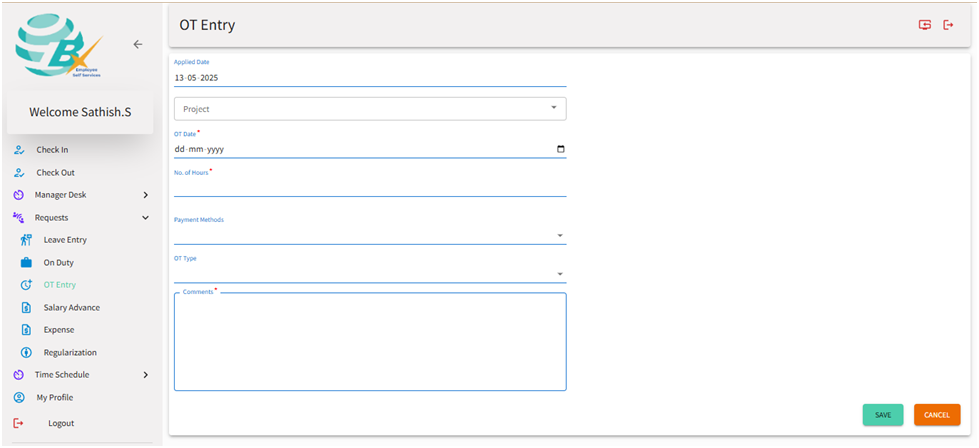 BX
Employee
Self Services
Welcome Sathish.S
Check In
Check Out
Manager Desk
Requests
Leave Entry
On Duty
OT Entry
Salary Advance
Expense
Regularization
Time Schedule
My Profile
Logout
OT Entry
Applied Date
13-05-2025
Project
OT Date *
dd-mm-yyyy
No. of Hours *
Payment Methods
OT Type
Comments *
SAVE
CANCEL